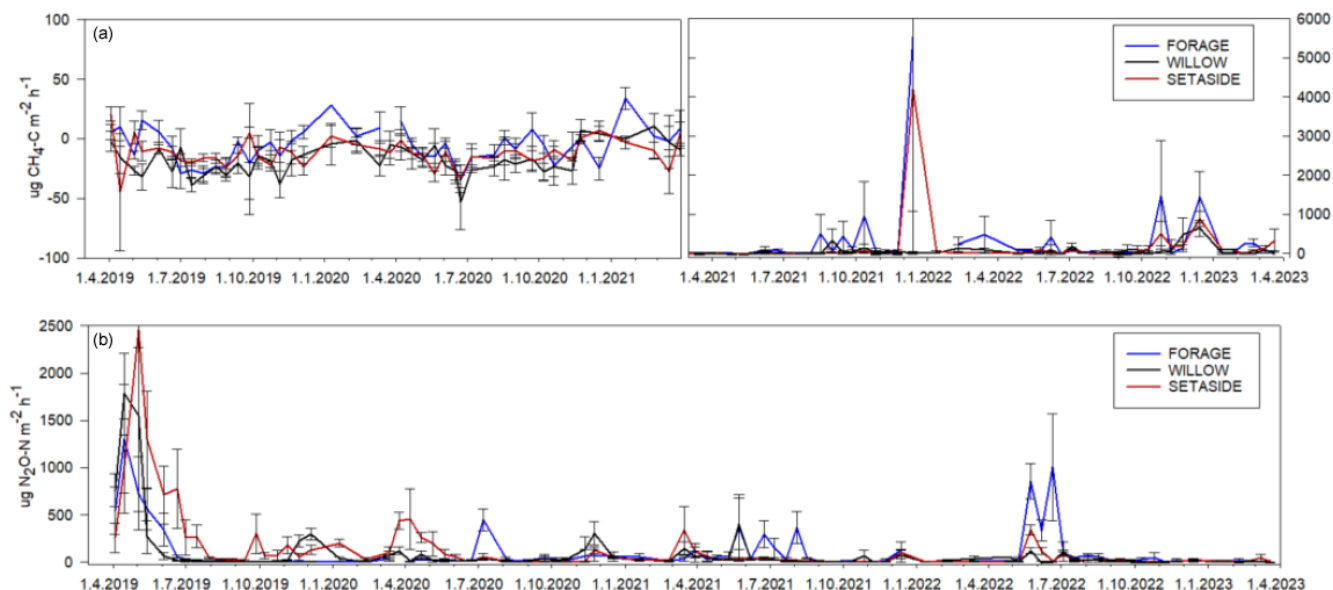 (a)
100
50
0
-50
-100
ug CH₄-C m⁻² h⁻¹
1.4.2019 1.7.2019 1.10.2019 1.1.2020 1.4.2020 1.7.2020 1.10.2020 1.1.2021
FORAGE
WILLOW
SETASIDE
6000
5000
4000
3000
2000
1000
0
1.4.2021 1.7.2021 1.10.2021 1.1.2022 1.4.2022 1.7.2022 1.10.2022 1.1.2023 1.4.2023
(b)
2500
2000
1500
1000
500
0
ug N₂O-N m⁻² h⁻¹
FORAGE
WILLOW
SETASIDE
1.4.2019 1.7.2019 1.10.2019 1.1.2020 1.4.2020 1.7.2020 1.10.2020 1.1.2021 1.4.2021 1.7.2021 1.10.2021 1.1.2022 1.4.2022 1.7.2022 1.10.2022 1.1.2023 1.4.2023